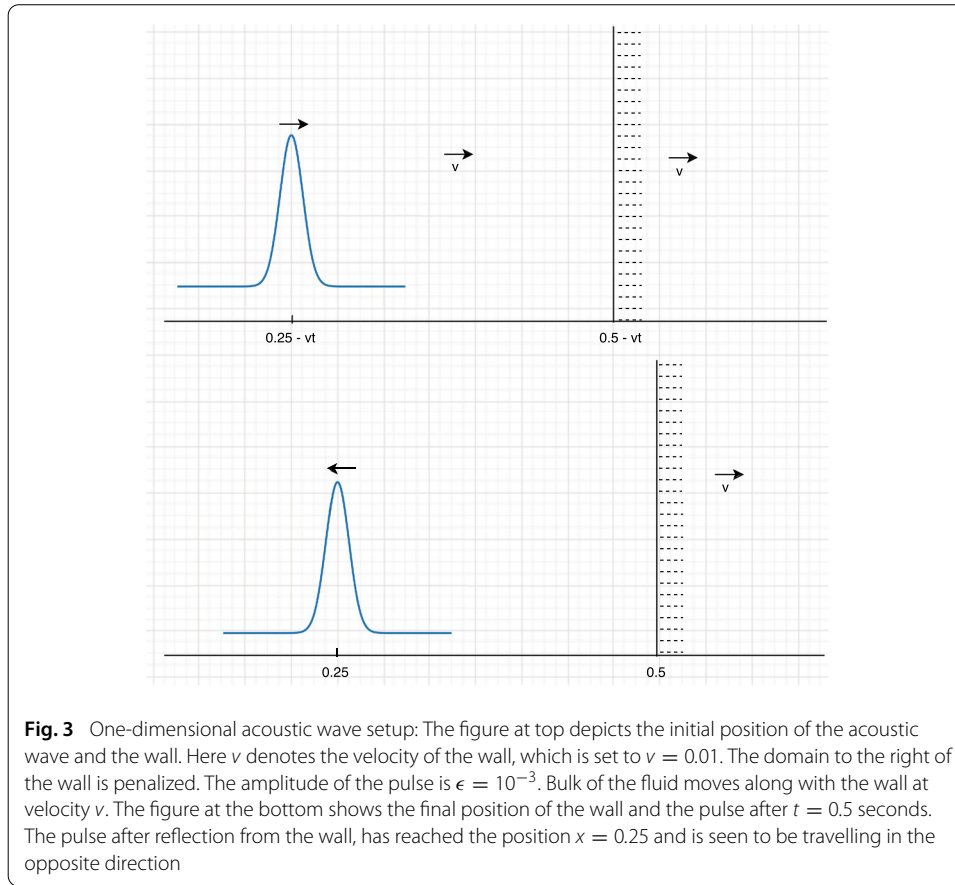 v
v
0.25 - vt
0.5 - vt
v
0.25
0.5
Fig. 3 One-dimensional acoustic wave setup: The figure at top depicts the initial position of the acoustic
wave and the wall. Here v denotes the velocity of the wall, which is set to v = 0.01. The domain to the right of
the wall is penalized. The amplitude of the pulse is ϵ = 10⁻³. Bulk of the fluid moves along with the wall at
velocity v. The figure at the bottom shows the final position of the wall and the pulse after t = 0.5 seconds.
The pulse after reflection from the wall, has reached the position x = 0.25 and is seen to be travelling in the
opposite direction